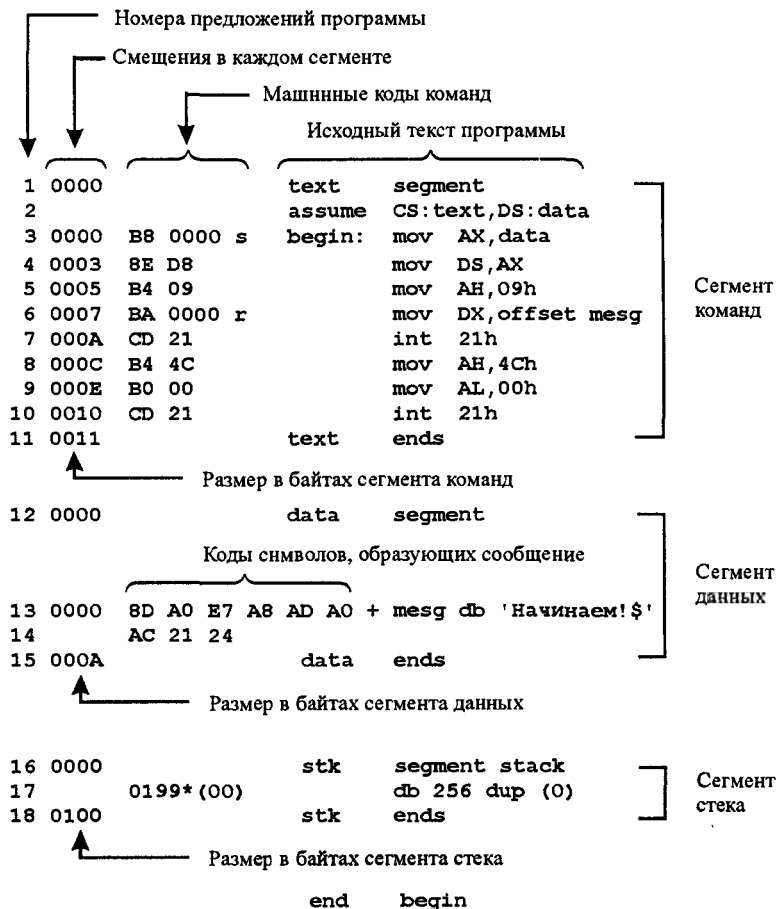 Номера предложений программы
Смещения в каждом сегменте
Машинные коды команд
Исходный текст программы
1 0000 text segment
2 assume CS:text,DS:data
3 0000 B8 0000 s begin: mov AX,data
4 0003 8E D8 mov DS,AX
5 0005 B4 09 mov AH,09h
6 0007 BA 0000 r mov DX,offset mesg
7 000A CD 21 int 21h
8 000C B4 4C mov AH,4Ch
9 000E B0 00 mov AL,00h
10 0010 CD 21 int 21h
11 0011 text ends
Сегмент
команд
Размер в байтах сегмента команд
12 0000 data segment
Коды символов, образующих сообщение
13 0000 8D A0 E7 A8 AD A0 + mesg db 'Начинаем!$'
14 AC 21 24
15 000A data ends
Сегмент
данных
Размер в байтах сегмента данных
16 0000 stk segment stack
17 0199*(00) db 256 dup (0)
18 0100 stk ends
Сегмент
стека
Размер в байтах сегмента стека
end begin